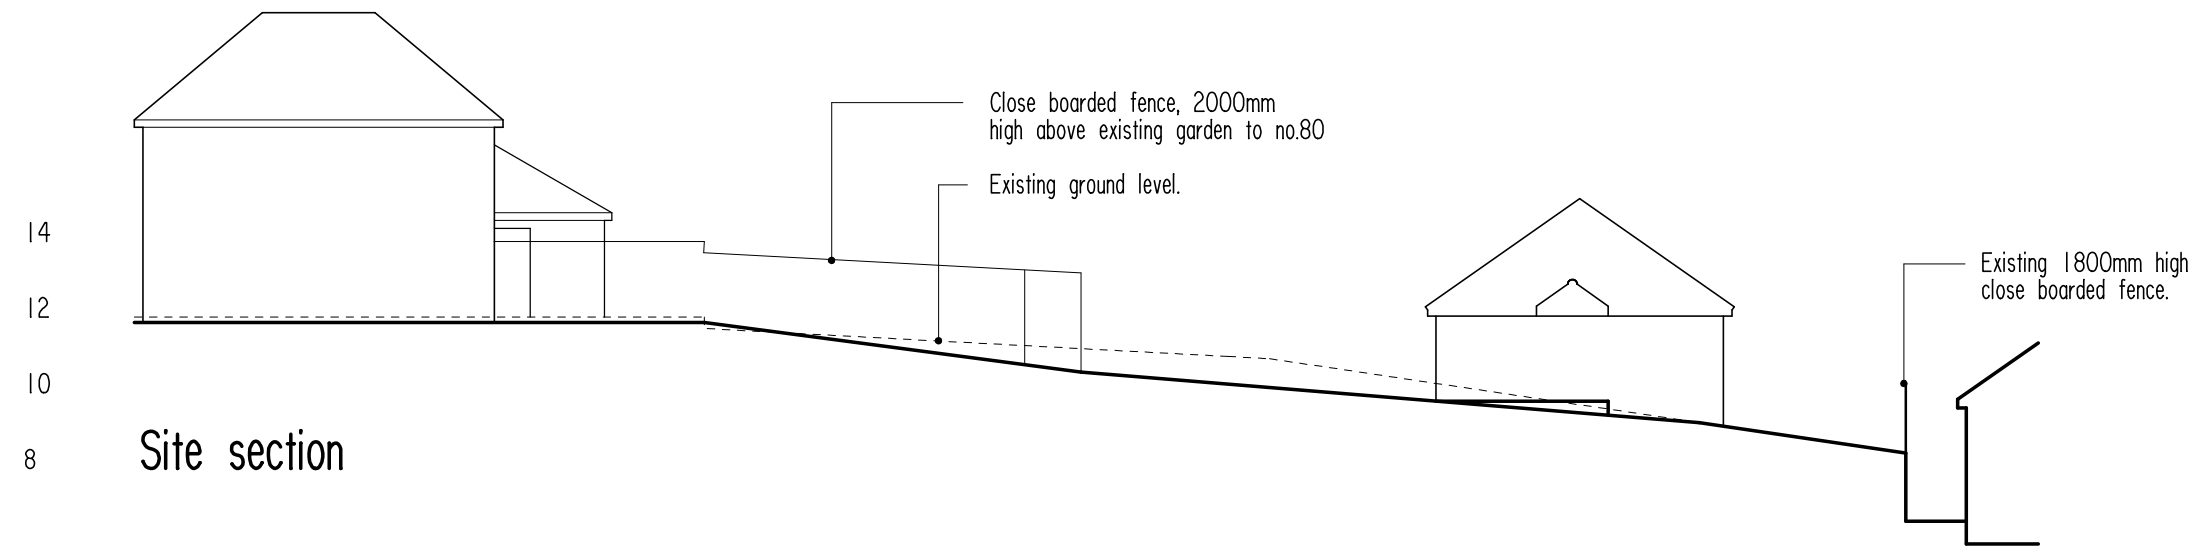 Close boarded fence, 2000mm
high above existing garden to no.80
Existing ground level.
14
12
10
8
Existing 1800mm high
close boarded fence.
Site section